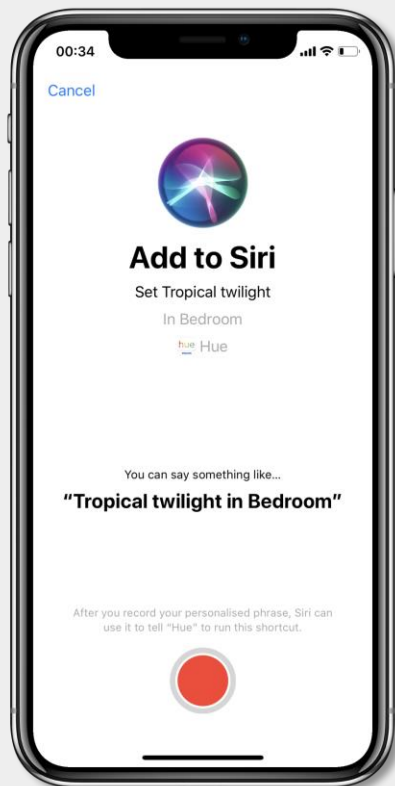 00:34
Cancel
Add to Siri
Set Tropical twilight
In Bedroom
hue Hue
You can say something like...
“Tropical twilight in Bedroom”
After you record your personalised phrase, Siri can
use it to tell “Hue” to run this shortcut.